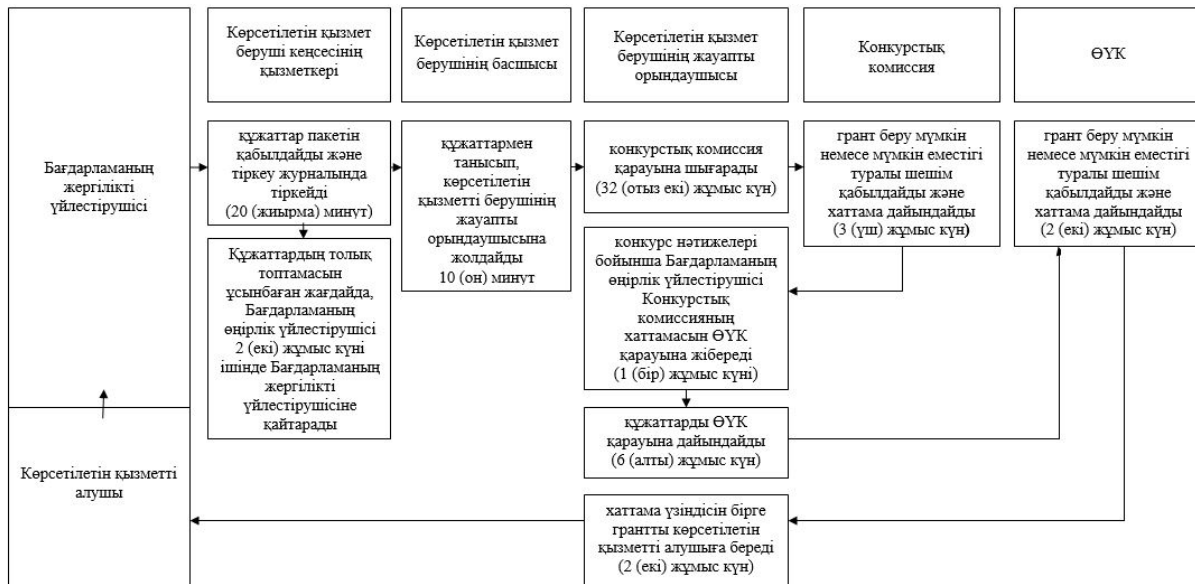 Көрсетілетін қызмет
беруші кеңсесінің
қызметкері
Көрсетілетін қызмет
берушінің басшысы
Көрсетілетін қызмет
берушінің жауапты
орындаушысы
Конкурстық
комиссия
ӨҮК
Бағдарламаның
жергілікті
үйлестірушісі
құжаттар пакетін
қабылдайды және
тіркеу журналында
тіркейді
(20 (жиырма) минут)
құжаттармен
танысып,
көрсетілетін
қызметті берушінің
жауапты
орындаушысына
жолдайды
10 (он) минут
конкурстық комиссия
қарауына шығарады
(32 (отыз екі) жұмыс күн)
грант беру мүмкін
немесе мүмкін еместігі
туралы шешім
қабылдайды және
хаттама дайындайды
(3 (үш) жұмыс күн)
грант беру мүмкін
немесе мүмкін еместігі
туралы шешім
қабылдайды және
хаттама дайындайды
(2 (екі) жұмыс күн)
Құжаттардың толық
топтамасын
ұсынбаған жағдайда,
Бағдарламаның
өңірлік үйлестірушісі
2 (екі) жұмыс күні
ішінде Бағдарламаның
жергілікті
үйлестірушісіне
қайтарады
конкурс нәтижелері
бойынша Бағдарламаның
өңірлік үйлестірушісі
Конкурстық
комиссияның
хаттамасын ӨҮК
қарауына жібереді
(1 (бір) жұмыс күні)
құжаттарды ӨҮК
қарауына дайындайды
(6 (алты) жұмыс күн)
Көрсетілетін қызметті
алушы
хаттама үзіндісін бірге
грантты көрсетілетін
қызметті алушыға береді
(2 (екі) жұмыс күн)